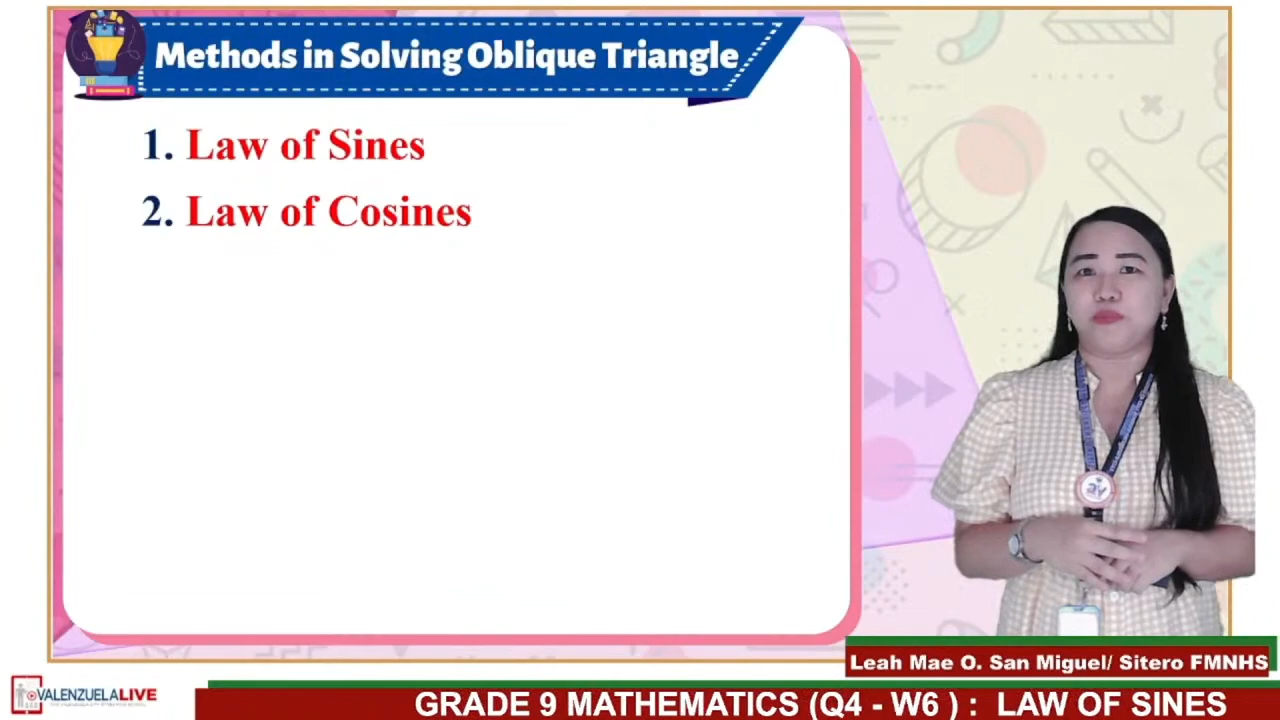 Methods in Solving Oblique Triangle
1. Law of Sines
2. Law of Cosines
Leah Mae O. San Miguel/ Sitero FMNHS
VALENZUELALIVE
GRADE 9 MATHEMATICS (Q4 - W6 ) : LAW OF SINES